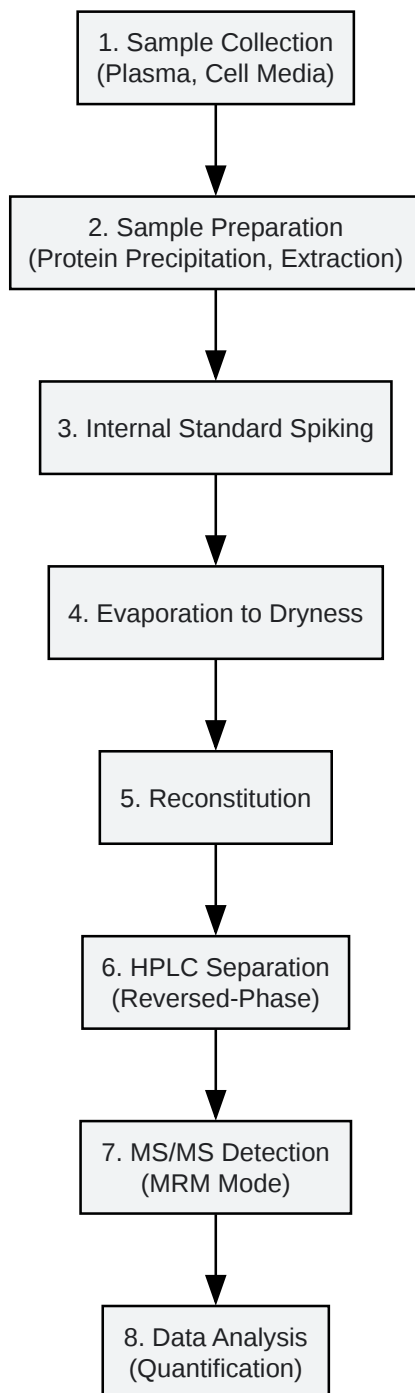 1. Sample Collection
(Plasma, Cell Media)
2. Sample Preparation
(Protein Precipitation, Extraction)
3. Internal Standard Spiking
4. Evaporation to Dryness
5. Reconstitution
6. HPLC Separation
(Reversed-Phase)
7. MS/MS Detection
(MRM Mode)
8. Data Analysis
(Quantification)